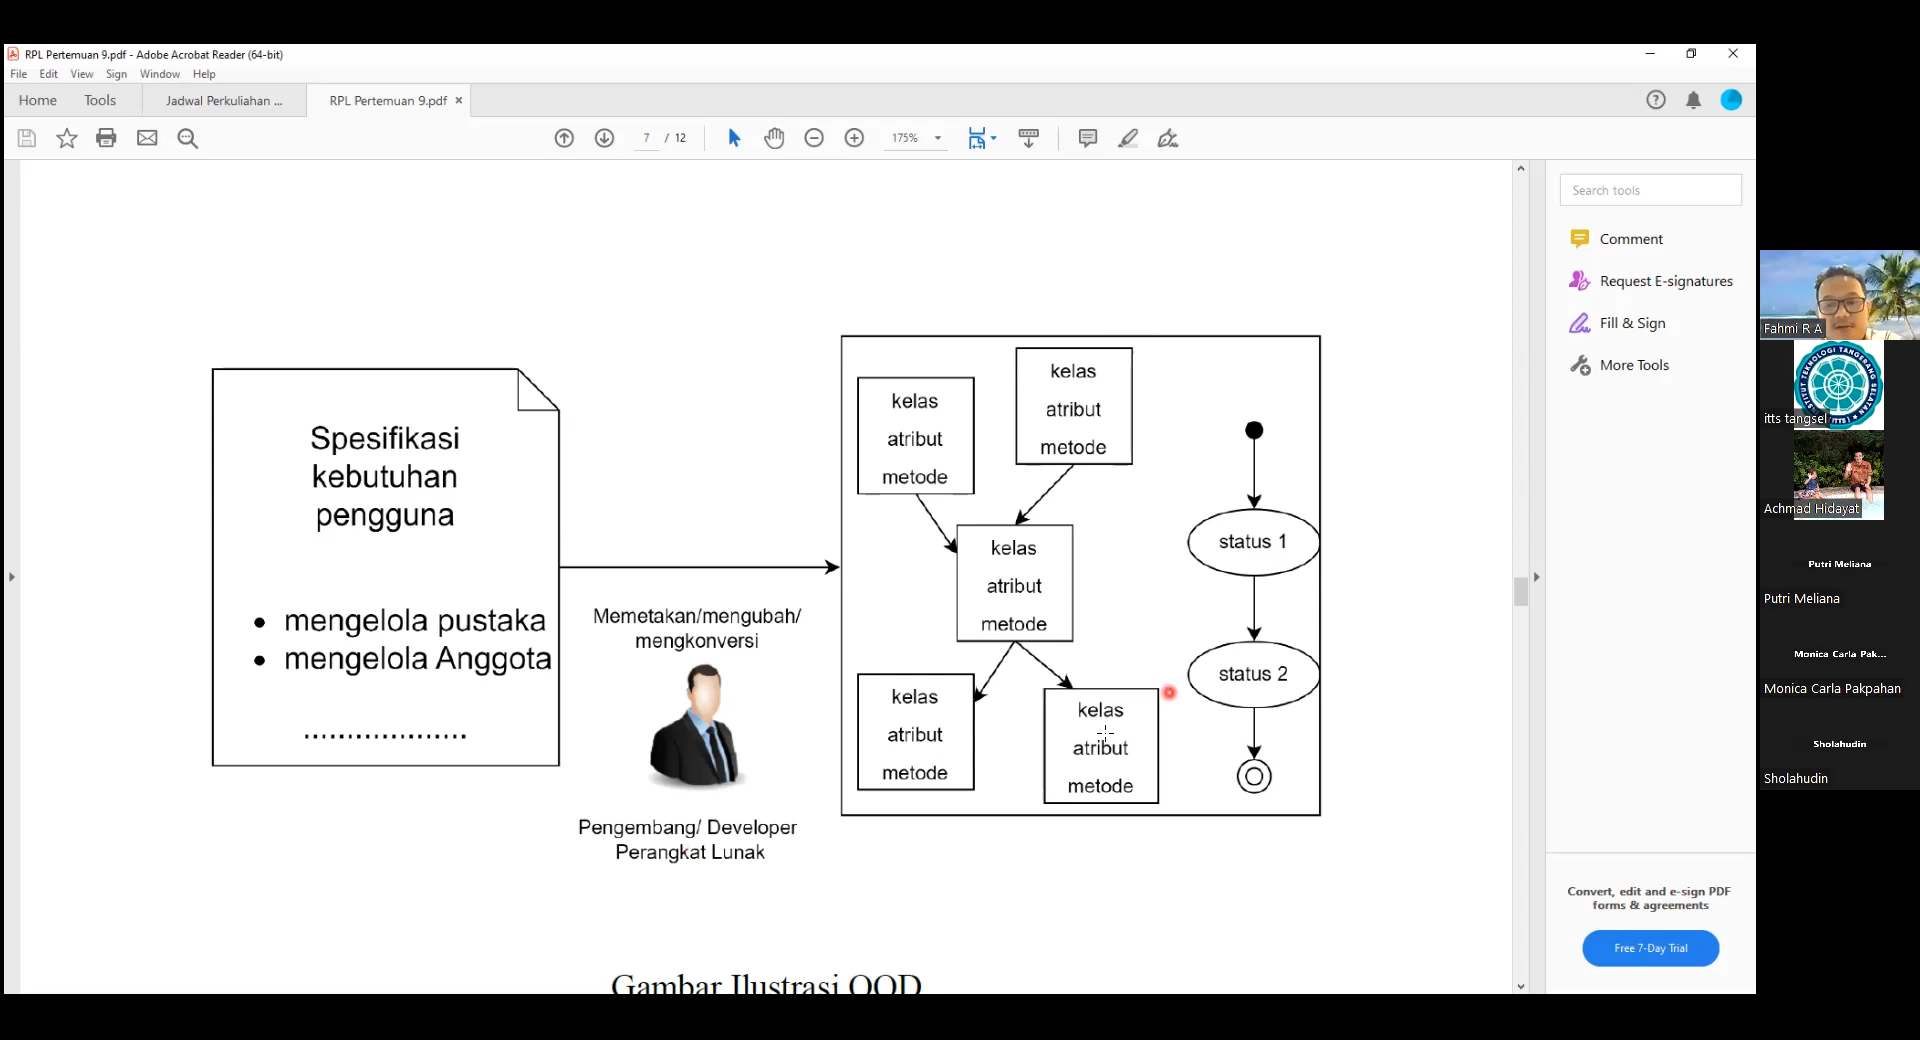 RPL Pertemuan 9.pdf - Adobe Acrobat Reader (64-bit)
File Edit View Sign Window Help
Home Tools Jadwal Perkuliahan ... RPL Pertemuan 9.pdf ×
7 / 12 175%
Search tools
Comment
Request E-signatures
Fill & Sign
More Tools
Convert, edit and e-sign PDF
forms & agreements
Free 7-Day Trial
Spesifikasi
kebutuhan
pengguna
• mengelola pustaka
• mengelola Anggota
...................
Memetakan/mengubah/
mengkonversi
Pengembang/ Developer
Perangkat Lunak
kelas
atribut
metode
kelas
atribut
metode
kelas
atribut
metode
kelas
atribut
metode
kelas
atribut
metode
status 1
status 2
Gambar Ilustrasi OOD
Fahmi R A
INSTITUT TEKNOLOGI TANGERANG SELATAN (ITTS)
itts tangsel
Achmad Hidayat
Putri Meliana
Putri Meliana
Monica Carla Pak...
Monica Carla Pakpahan
Sholahudin
Sholahudin